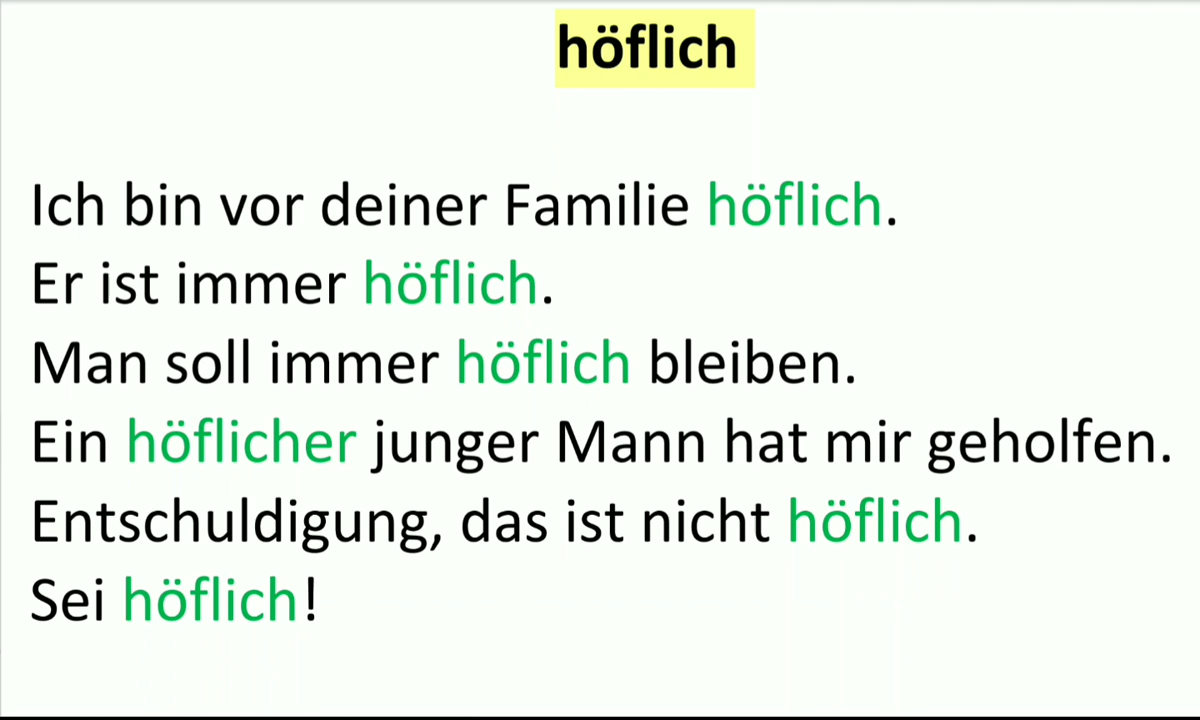 höflich
Ich bin vor deiner Familie höflich.
Er ist immer höflich.
Man soll immer höflich bleiben.
Ein höflicher junger Mann hat mir geholfen.
Entschuldigung, das ist nicht höflich.
Sei höflich!